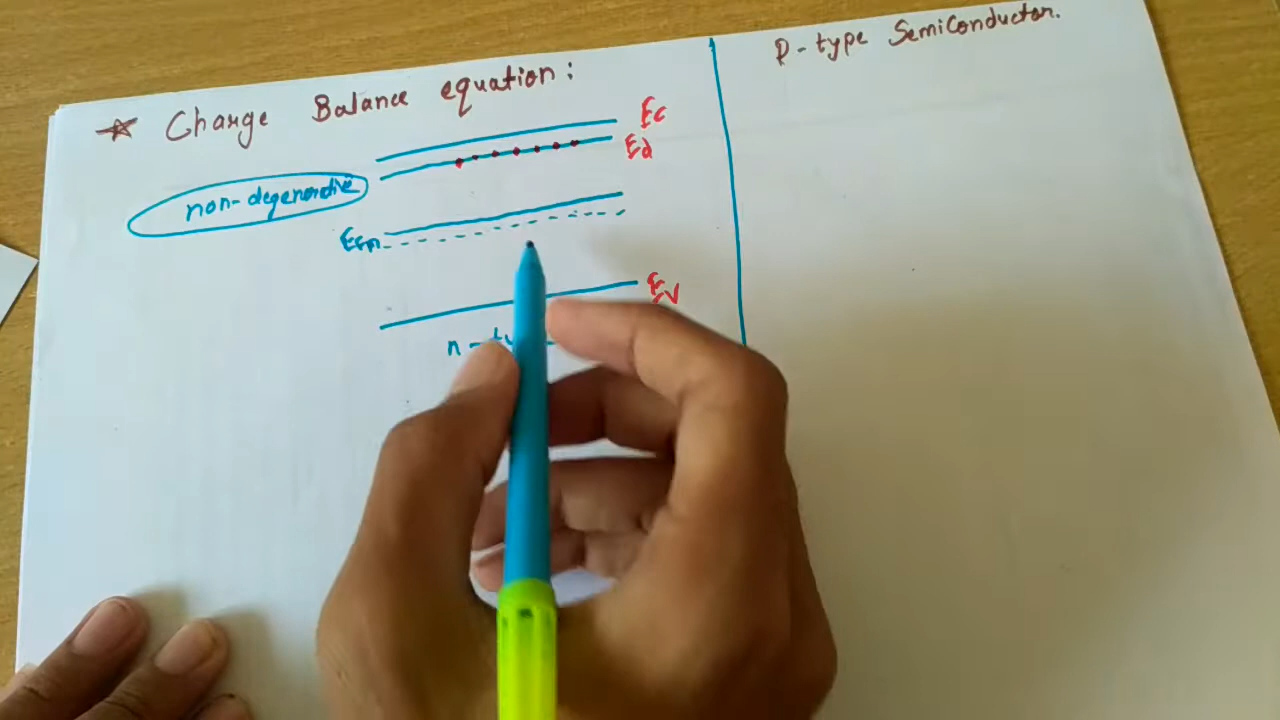 ★ Charge Balance equation:
Ec
Ed
non-degenerative
EFn
Ev
P-type Semiconductor.